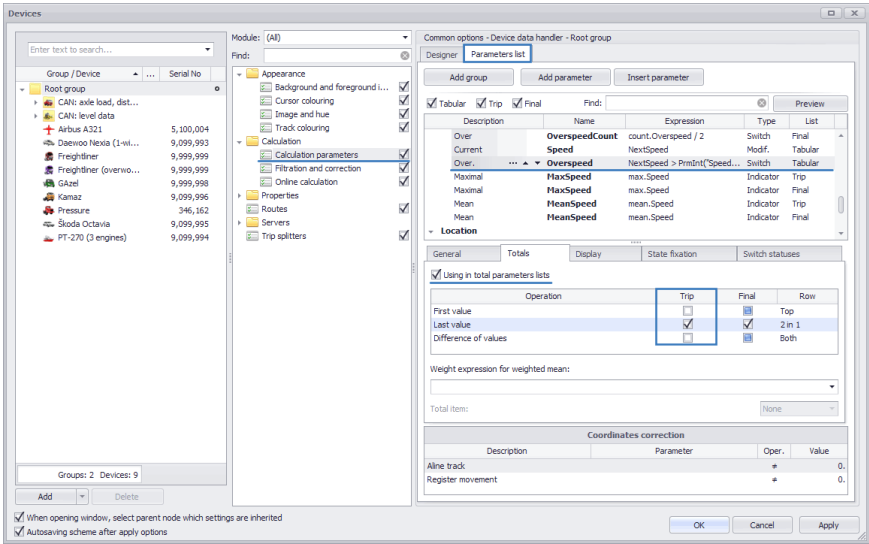 Devices
Enter text to search...
Group / Device ... Serial No
Root group
CAN: axle load, dist...
CAN: level data
Airbus A321 5,100,004
Daewoo Nexia (1-wi... 9,099,993
Freightliner 9,999,999
Freightliner (overwo... 9,999,999
GAzel 9,999,998
Kamaz 9,099,996
Pressure 346,162
Škoda Octavia 9,099,995
PT-270 (3 engines) 9,099,994
Groups: 2 Devices: 9
Add Delete
When opening window, select parent node which settings are inherited
Autosaving scheme after apply options
Module: (All)
Find:
Appearance
Background and foreground i...
Cursor colouring
Image and hue
Track colouring
Calculation
Calculation parameters
Filtration and correction
Online calculation
Properties
Routes
Servers
Trip splitters
Common options - Device data handler - Root group
Designer Parameters list
Add group Add parameter Insert parameter
Tabular Trip Final Find: Preview
Description Name Expression Type List
Over OverspeedCount count.Overspeed / 2 Switch Final
Current Speed NextSpeed Modif. Tabular
Over. ... Overspeed NextSpeed > PrmInt("Speed... Switch Tabular
Maximal MaxSpeed max.Speed Indicator Trip
Maximal MaxSpeed max.Speed Indicator Final
Mean MeanSpeed mean.Speed Indicator Trip
Mean MeanSpeed mean.Speed Indicator Final
Location
General Totals Display State fixation Switch statuses
Using in total parameters lists
Operation Trip Final Row
First value Top
Last value 2 in 1
Difference of values Both
Weight expression for weighted mean:
Total item: None
Coordinates correction
Description Parameter Oper. Value
Aline track ≠ 0.
Register movement ≠ 0.
OK Cancel Apply